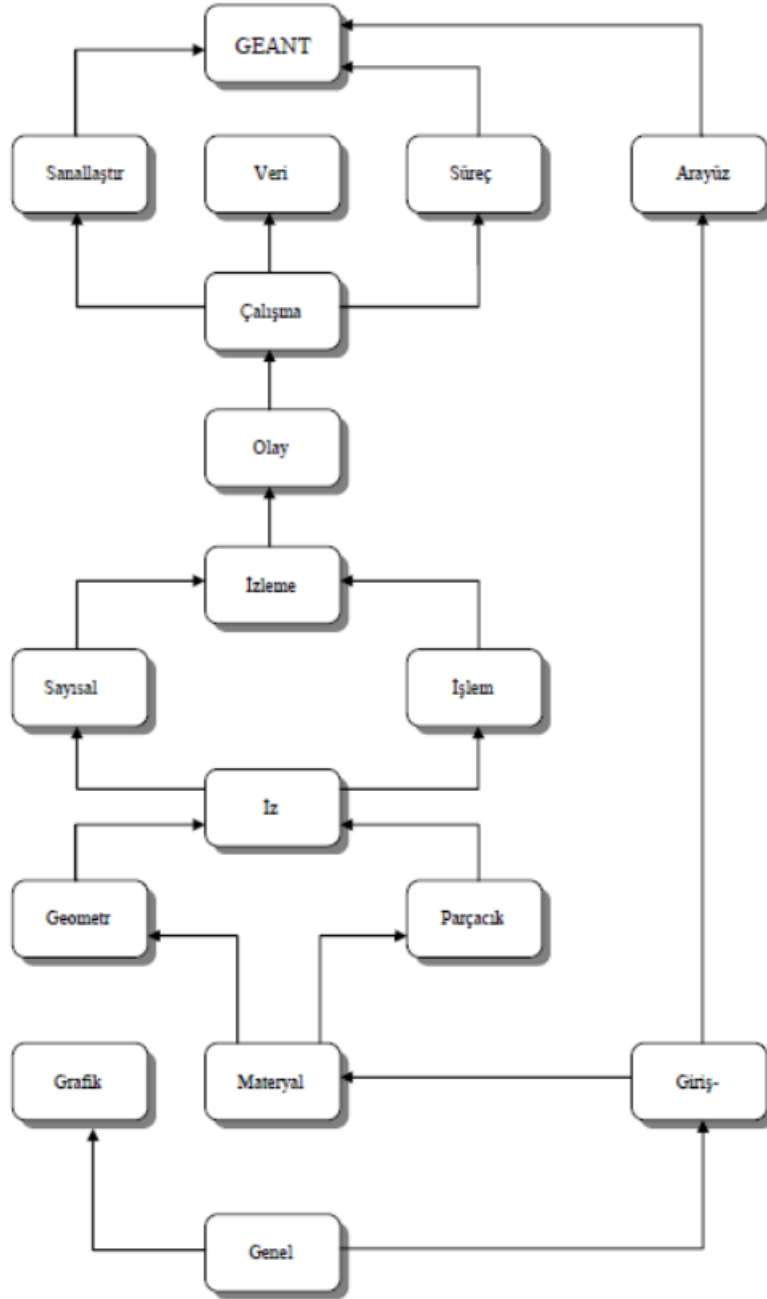 GEANT
Sanallaştır
Veri
Süreç
Arayüz
Çalışma
Olay
İzleme
Sayısal
İşlem
İz
Geometr
Parçacık
Grafik
Materyal
Giriş-
Genel